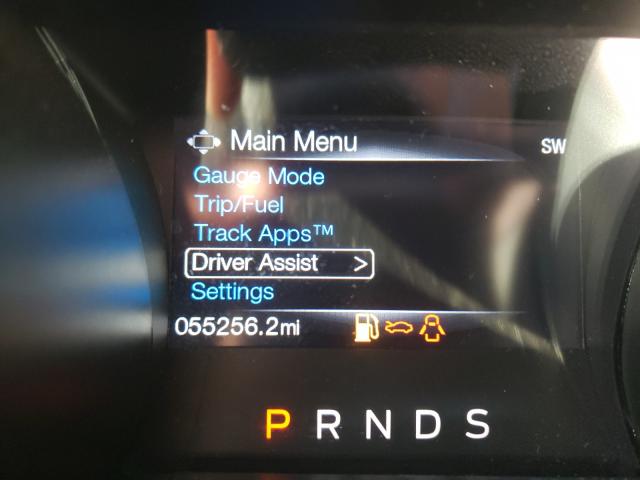 Main Menu
SW
Gauge Mode
Trip/Fuel
Track Apps™
Driver Assist >
Settings
055256.2mi
P R N D S